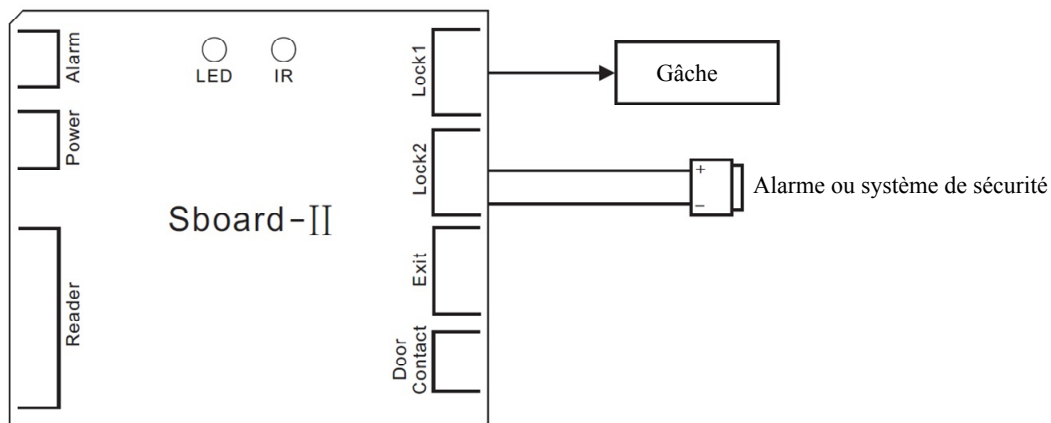 Alarm
Power
Reader
LED
IR
Sboard-II
Lock1
Lock2
Exit
Door
Contact
Gâche
+
−
Alarme ou système de sécurité